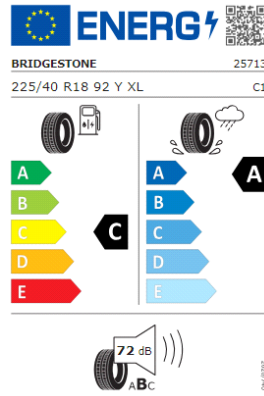 ENERG
BRIDGESTONE 25713
225/40 R18 92 Y XL C1
A A A
B B
C C C
D D
E E
72 dB
ABC